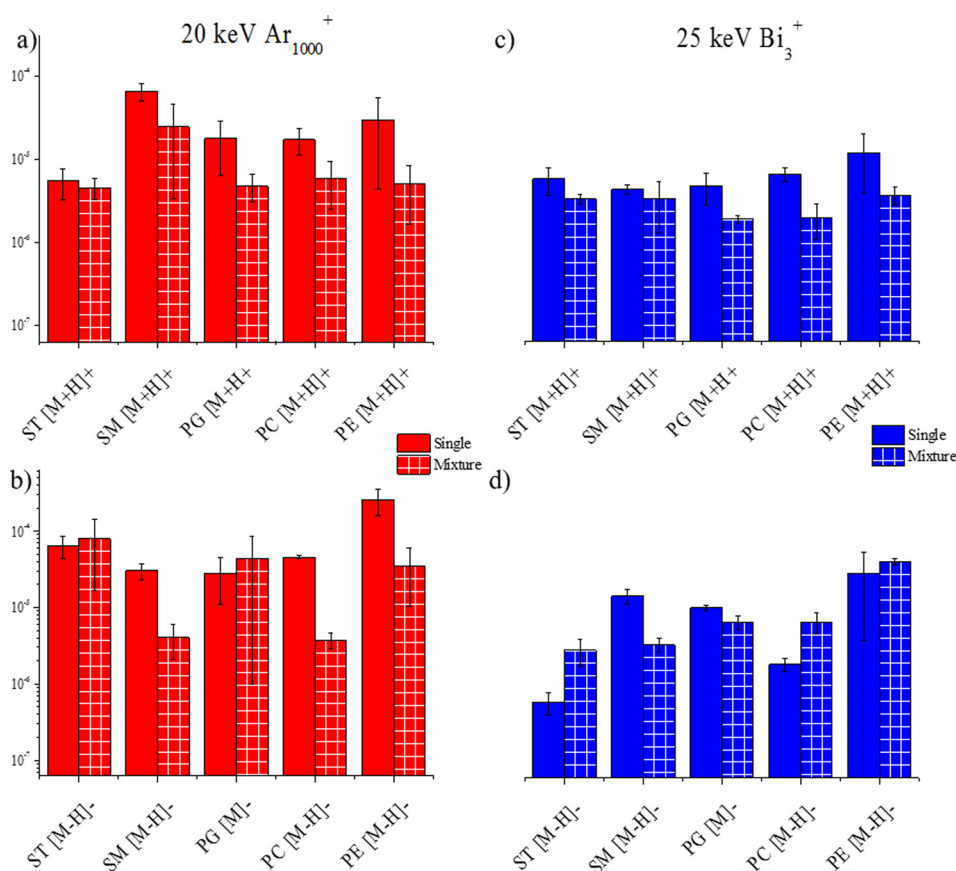 a)
20 keV Ar1000+
c)
25 keV Bi3+
10-4
10-5
10-6
10-7
ST [M+H]+
SM [M+H]+
PG [M+H+
PC [M+H]+
PE [M+H]+
ST [M+H]+
SM [M+H]+
PG [M+H+
PC [M+H]+
PE [M+H]+
Single
Mixture
Single
Mixture
b)
d)
10-4
10-5
10-6
10-7
ST [M-H]-
SM [M-H]-
PG [M]-
PC [M-H]-
PE [M-H]-
ST [M-H]-
SM [M-H]-
PG [M]-
PC [M-H]-
PE [M-H]-